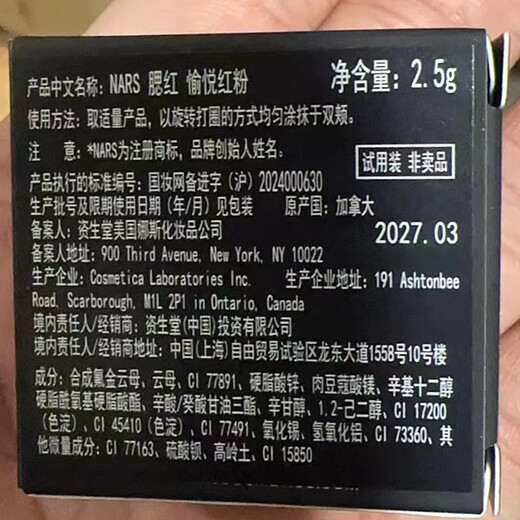 产品中文名称: NARS 腮红 愉悦红粉 净含量: 2.5g
使用方法: 取适量产品, 以旋转打圈的方式均匀涂抹于双颊。
注 意: *NARS为注册商标, 品牌创始人姓名。
试用装 非卖品
产品执行的标准编号: 国妆网备进字 (沪) 2024000630
生产批号及限期使用日期 (年/月) 见包装 原产国: 加拿大
备案人: 资生堂美国娜斯化妆品公司 2027.03
备案人地址: 900 Third Avenue, New York, NY 10022
生产企业: Cosmetica Laboratories Inc. 生产企业地址: 191 Ashtonbee
Road, Scarborough, M1L 2P1 in Ontario, Canada
境内责任人/经销商: 资生堂(中国)投资有限公司
境内责任人/经销商地址: 中国(上海)自由贸易试验区龙东大道1558号10号楼
成分: 合成氟金云母、云母、CI 77891、硬脂酸锌、肉豆蔻酸镁、辛基十二醇
硬脂酰氧基硬脂酸酯、辛酸/癸酸甘油三酯、辛甘醇、1,2-己二醇、CI 17200
(色淀)、CI 45410 (色淀)、CI 77491、氧化锡、氢氧化铝、CI 73360、其
他微量成分: CI 77163、硫酸钡、高岭土、CI 15850